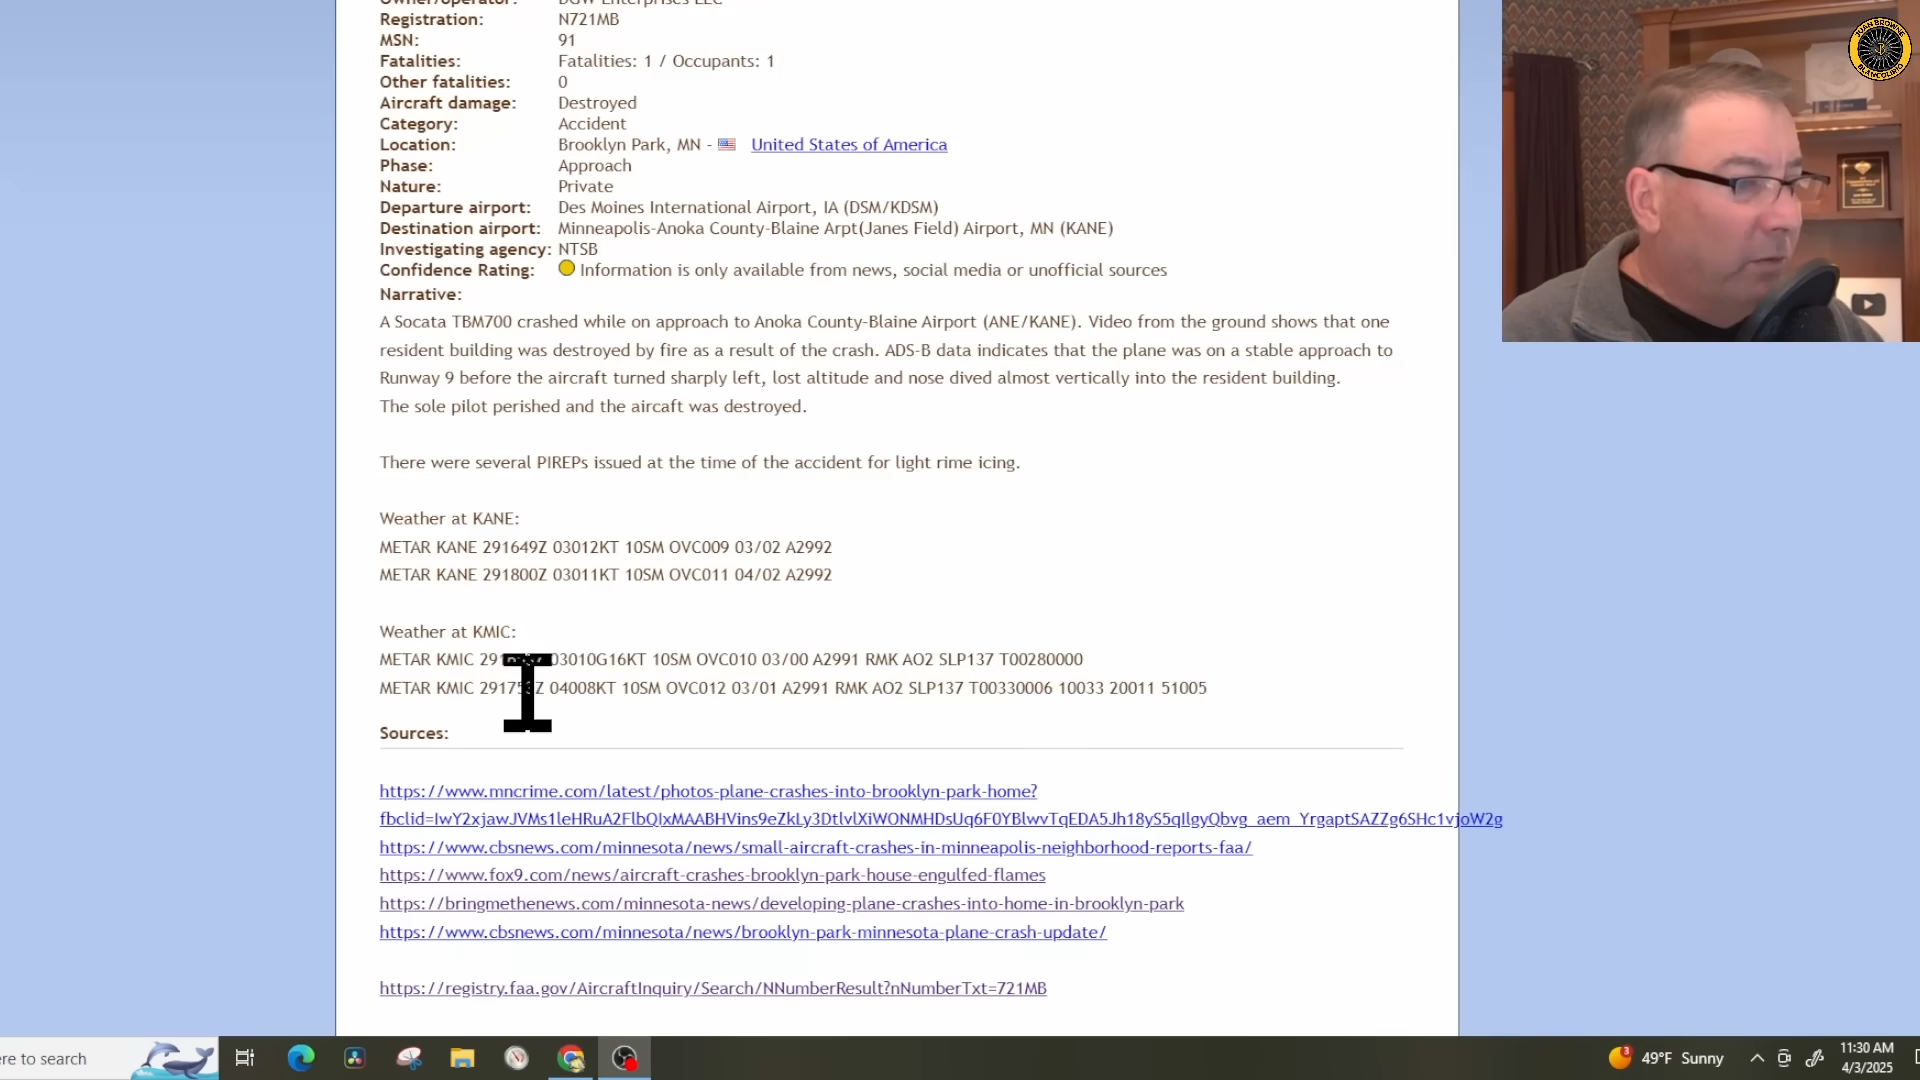 Owner/operator: DGW Enterprises LLC
Registration: N721MB
MSN: 91
Fatalities: Fatalities: 1 / Occupants: 1
Other fatalities: 0
Aircraft damage: Destroyed
Category: Accident
Location: Brooklyn Park, MN - United States of America
Phase: Approach
Nature: Private
Departure airport: Des Moines International Airport, IA (DSM/KDSM)
Destination airport: Minneapolis-Anoka County-Blaine Arpt(Janes Field) Airport, MN (KANE)
Investigating agency: NTSB
Confidence Rating: Information is only available from news, social media or unofficial sources
Narrative:
A Socata TBM700 crashed while on approach to Anoka County-Blaine Airport (ANE/KANE). Video from the ground shows that one
resident building was destroyed by fire as a result of the crash. ADS-B data indicates that the plane was on a stable approach to
Runway 9 before the aircraft turned sharply left, lost altitude and nose dived almost vertically into the resident building.
The sole pilot perished and the aircaft was destroyed.
There were several PIREPs issued at the time of the accident for light rime icing.
Weather at KANE:
METAR KANE 291649Z 03012KT 10SM OVC009 03/02 A2992
METAR KANE 291800Z 03011KT 10SM OVC011 04/02 A2992
Weather at KMIC:
METAR KMIC 03010G16KT 10SM OVC010 03/00 A2991 RMK AO2 SLP137 T00280000
METAR KMIC 04008KT 10SM OVC012 03/01 A2991 RMK AO2 SLP137 T00330006 10033 20011 51005
Sources:
https://www.mncrime.com/latest/photos-plane-crashes-into-brooklyn-park-home?
https://www.cbsnews.com/minnesota/news/small-aircraft-crashes-in-minneapolis-neighborhood-reports-faa/
https://www.fox9.com/news/aircraft-crashes-brooklyn-park-house-engulfed-flames
https://bringmethenews.com/minnesota-news/developing-plane-crashes-into-home-in-brooklyn-park
https://www.cbsnews.com/minnesota/news/brooklyn-park-minnesota-plane-crash-update/
https://registry.faa.gov/AircraftInquiry/Search/NNumberResult?nNumberTxt=721MB
JUAN BROWNE
BLANCOLIRIO
ere to search
3
49°F Sunny
11:30 AM
4/3/2025